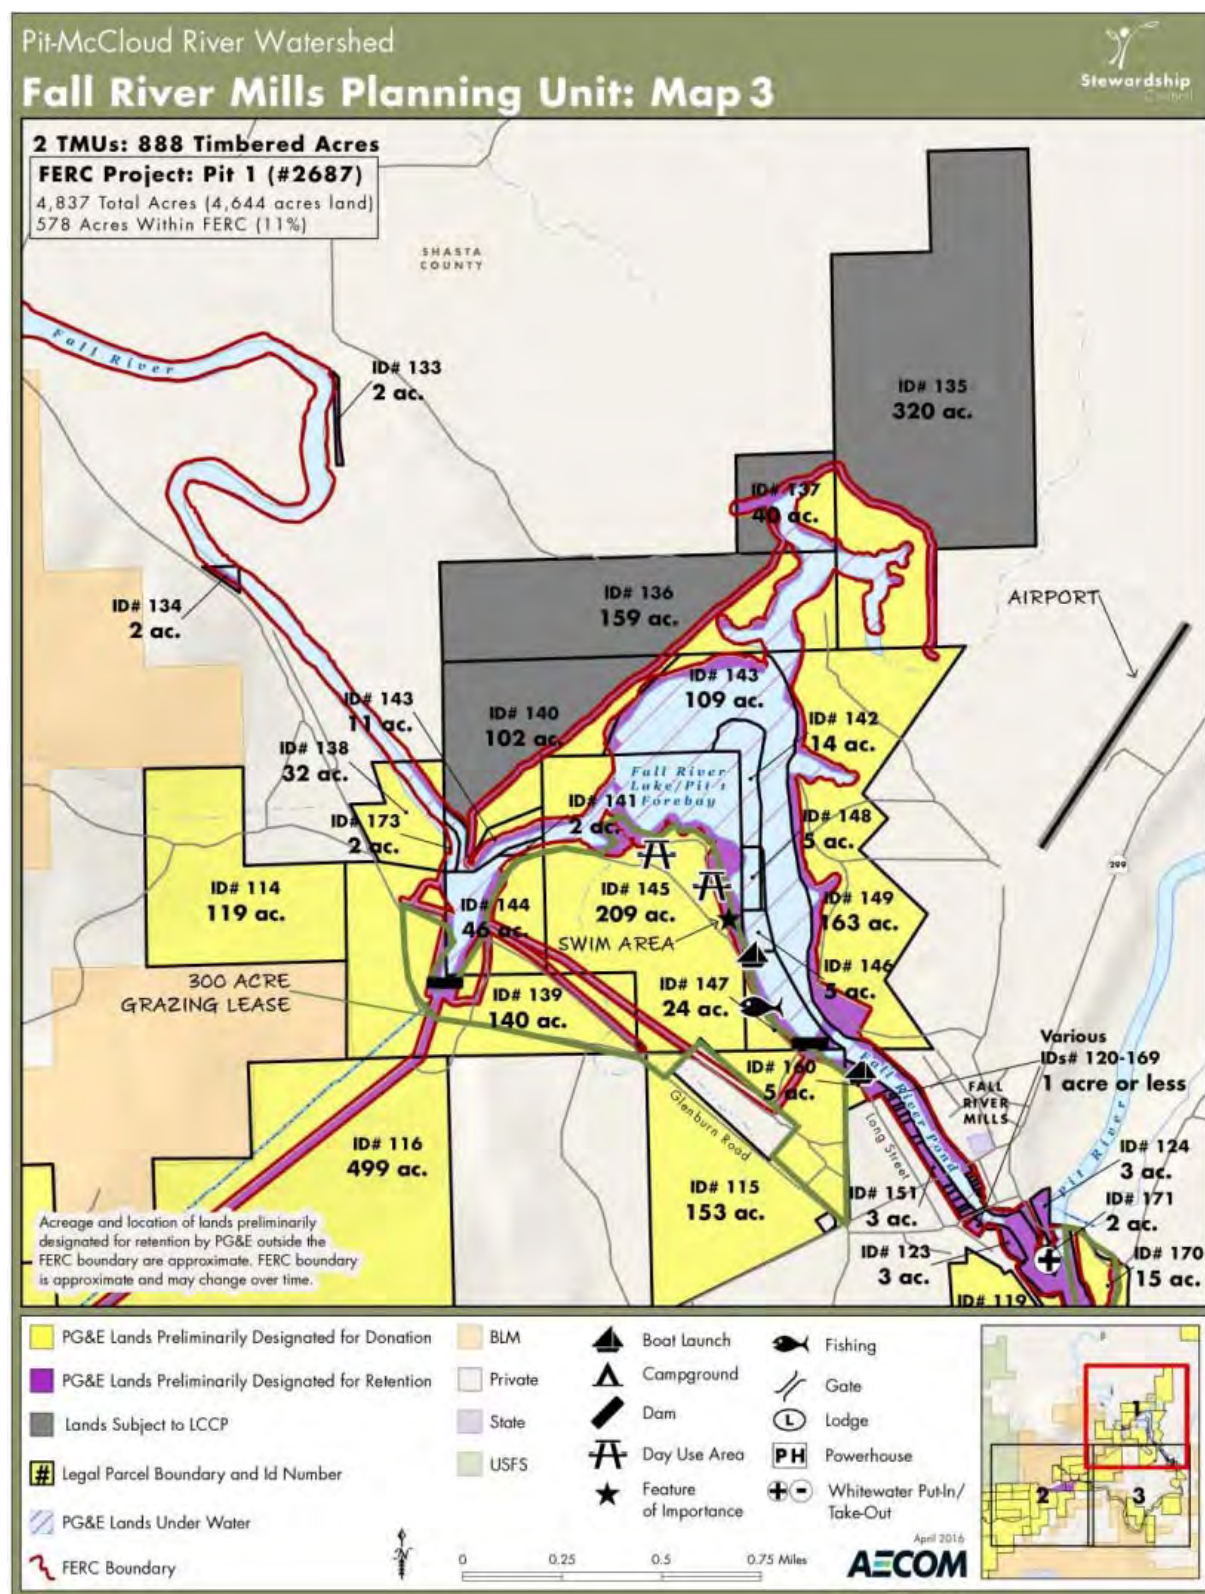 Pit-McCloud River Watershed
Fall River Mills Planning Unit: Map 3
Stewardship
Council
2 TMUs: 888 Timbered Acres
FERC Project: Pit 1 (#2687)
4,837 Total Acres (4,644 acres land)
578 Acres Within FERC (11%)
SHASTA
COUNTY
Fall River
ID# 133
2 ac.
ID# 135
320 ac.
ID# 137
40 ac.
ID# 134
2 ac.
ID# 136
159 ac.
AIRPORT
ID# 143
11 ac.
ID# 143
109 ac.
ID# 140
102 ac.
ID# 142
14 ac.
ID# 138
32 ac.
Fall River
Lake/Pit 1
Forebay
ID# 141
2 ac.
ID# 173
2 ac.
ID# 148
5 ac.
299
ID# 114
119 ac.
ID# 144
46 ac.
ID# 145
209 ac.
ID# 149
163 ac.
SWIM AREA
300 ACRE
GRAZING LEASE
ID# 139
140 ac.
ID# 147
24 ac.
ID# 146
5 ac.
Various
IDs# 120-169
1 acre or less
ID# 160
5 ac.
Fall River Pond
FALL
RIVER
MILLS
Glenburn Road
Long Street
Pit River
ID# 116
499 ac.
ID# 115
153 ac.
ID# 124
3 ac.
ID# 151
3 ac.
ID# 171
2 ac.
ID# 123
3 ac.
ID# 170
15 ac.
ID# 119
Acreage and location of lands preliminarily
designated for retention by PG&E outside the
FERC boundary are approximate. FERC boundary
is approximate and may change over time.
PG&E Lands Preliminarily Designated for Donation
PG&E Lands Preliminarily Designated for Retention
Lands Subject to LCCP
# Legal Parcel Boundary and Id Number
PG&E Lands Under Water
FERC Boundary
BLM
Private
State
USFS
Boat Launch
Campground
Dam
Day Use Area
Feature
of Importance
Fishing
Gate
L Lodge
PH Powerhouse
Whitewater Put-In/
Take-Out
N
0 0.25 0.5 0.75 Miles
April 2016
AECOM
1
2
3